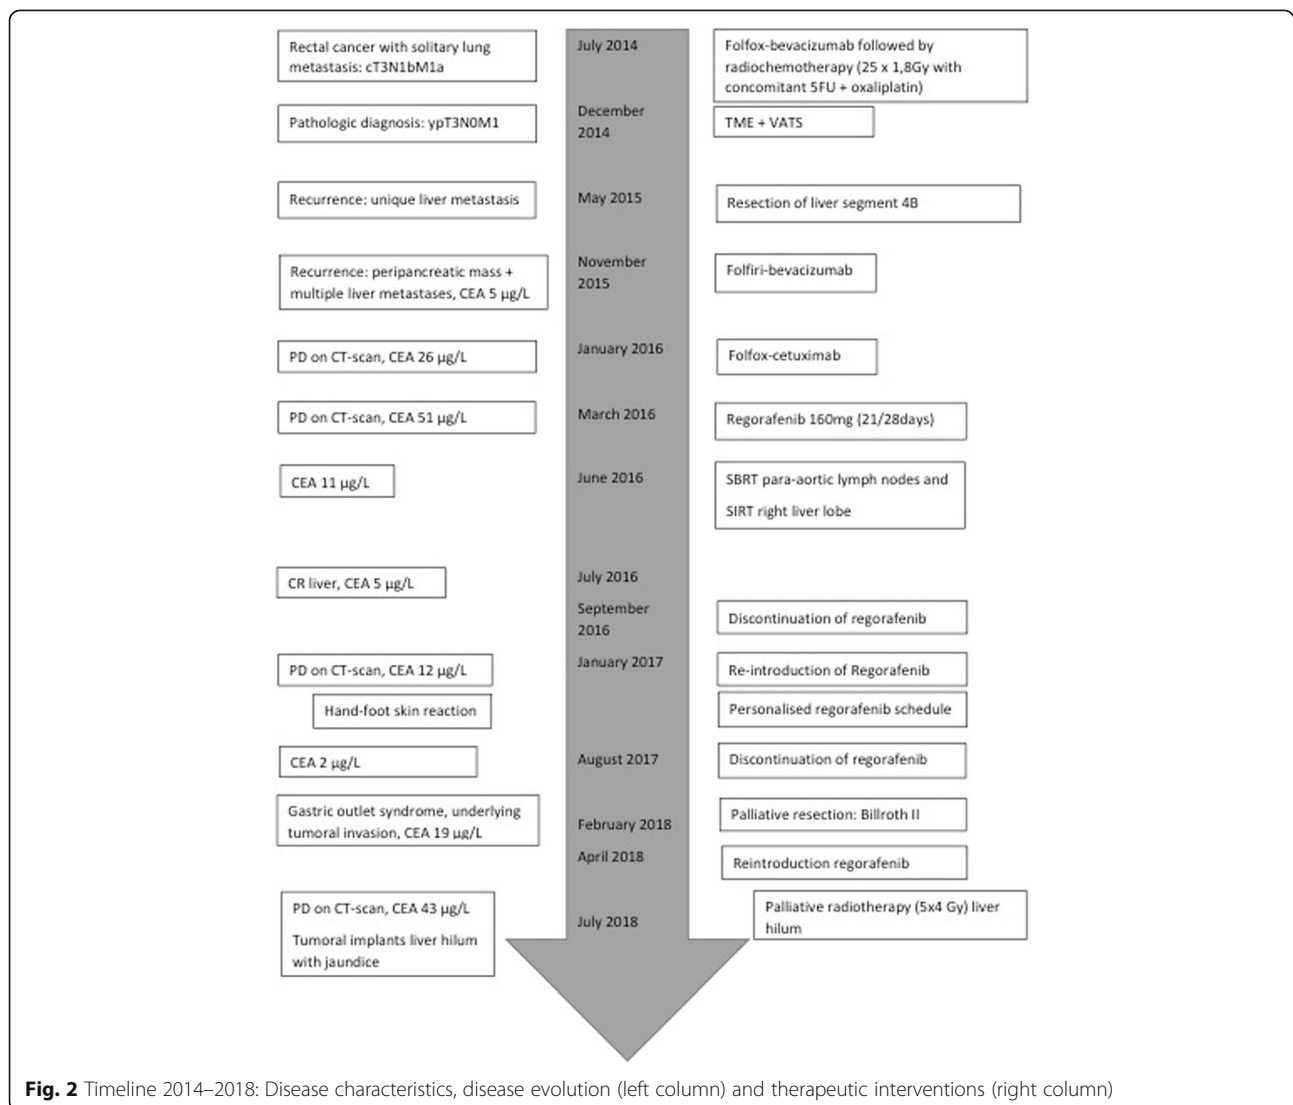 Rectal cancer with solitary lung
metastasis: cT3N1bM1a
July 2014
Folfox-bevacizumab followed by
radiochemotherapy (25 x 1,8Gy with
concomitant 5FU + oxaliplatin)
Pathologic diagnosis: ypT3N0M1
December
2014
TME + VATS
Recurrence: unique liver metastasis
May 2015
Resection of liver segment 4B
Recurrence: peripancreatic mass +
multiple liver metastases, CEA 5 µg/L
November
2015
Folfiri-bevacizumab
PD on CT-scan, CEA 26 µg/L
January 2016
Folfox-cetuximab
PD on CT-scan, CEA 51 µg/L
March 2016
Regorafenib 160mg (21/28days)
CEA 11 µg/L
June 2016
SBRT para-aortic lymph nodes and
SIRT right liver lobe
CR liver, CEA 5 µg/L
July 2016
September
2016
Discontinuation of regorafenib
PD on CT-scan, CEA 12 µg/L
January 2017
Re-introduction of Regorafenib
Hand-foot skin reaction
Personalised regorafenib schedule
CEA 2 µg/L
August 2017
Discontinuation of regorafenib
Gastric outlet syndrome, underlying
tumoral invasion, CEA 19 µg/L
February 2018
Palliative resection: Billroth II
April 2018
Reintroduction regorafenib
PD on CT-scan, CEA 43 µg/L
Tumoral implants liver hilum
with jaundice
July 2018
Palliative radiotherapy (5x4 Gy) liver
hilum
Fig. 2 Timeline 2014–2018: Disease characteristics, disease evolution (left column) and therapeutic interventions (right column)